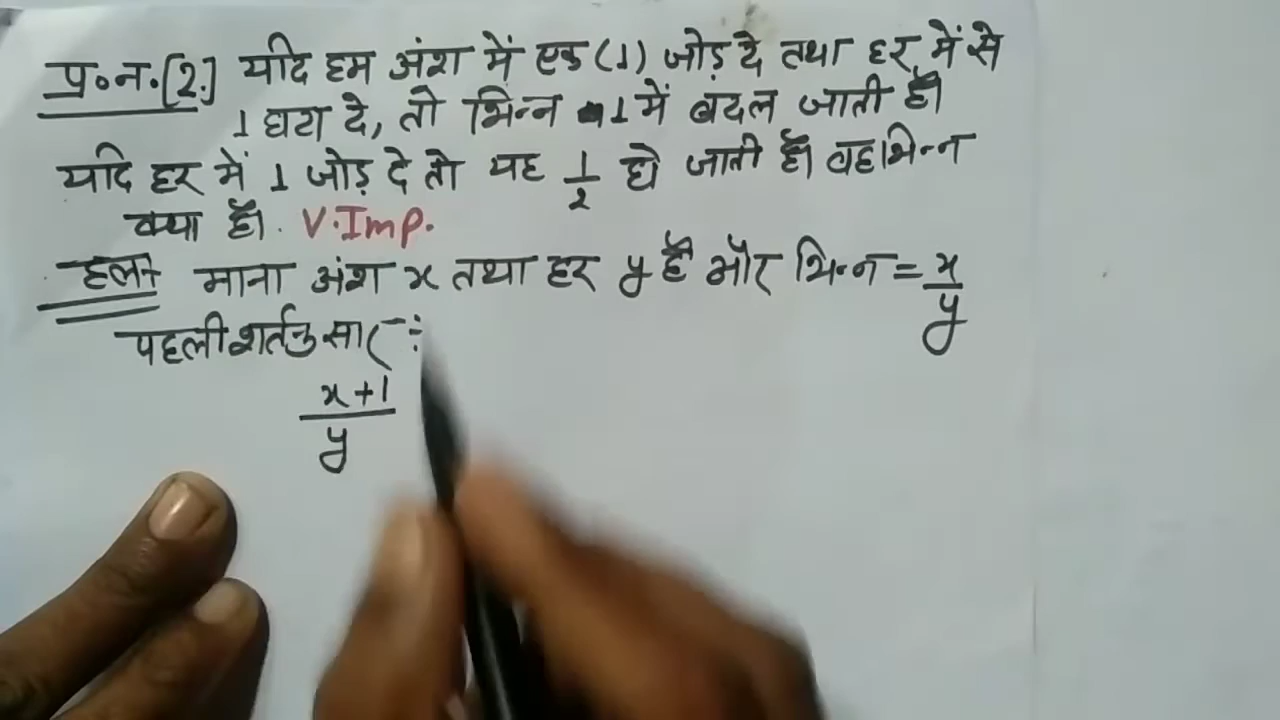 प्र०न०[2.] यदि हम अंश में एक (1) जोड़ दे तथा हर में से
1 घटा दे, तो भिन्न 1 में बदल जाती है।
यदि हर में 1 जोड़ दे तो यह 1/2 हो जाती है। वह भिन्न
क्या है। V.Imp.
हल:- माना अंश x तथा हर y है और भिन्न = x/y
पहली शर्तनुसार :-
x+1
y